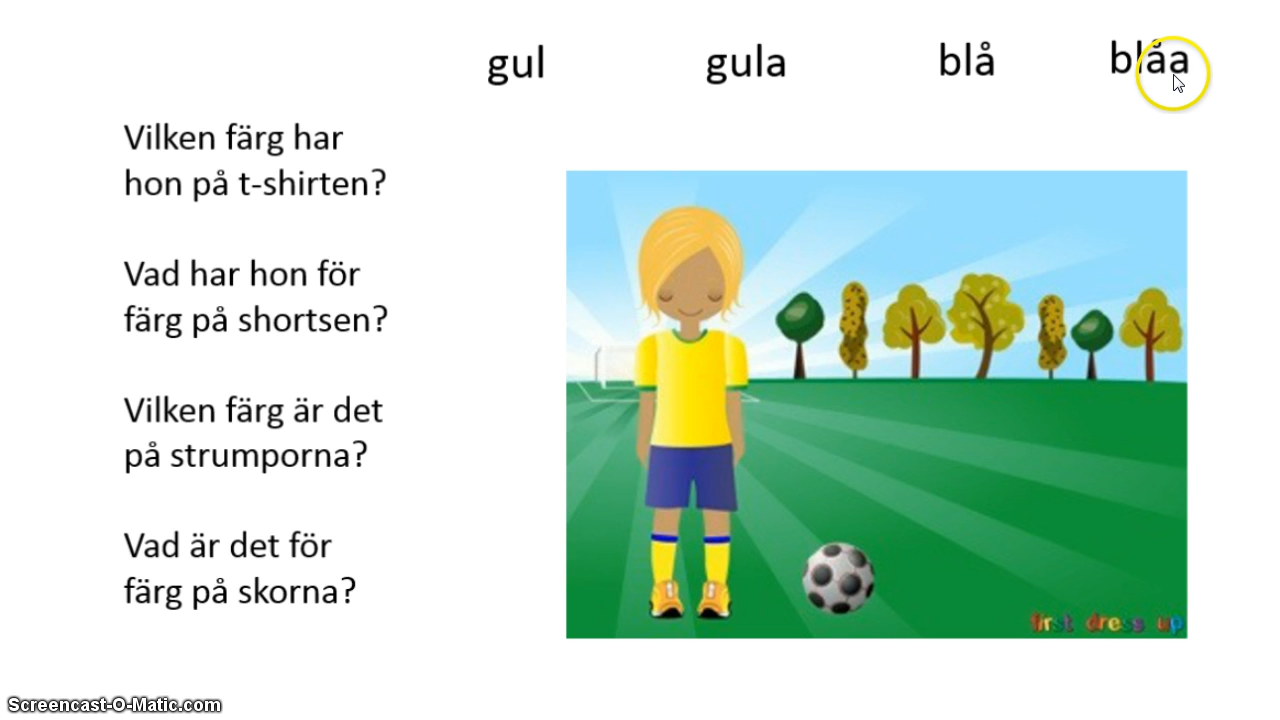 gul gula blå blåa
Vilken färg har
hon på t-shirten?
Vad har hon för
färg på shortsen?
Vilken färg är det
på strumporna?
Vad är det för
färg på skorna?
first dress up
Screencast-O-Matic.com